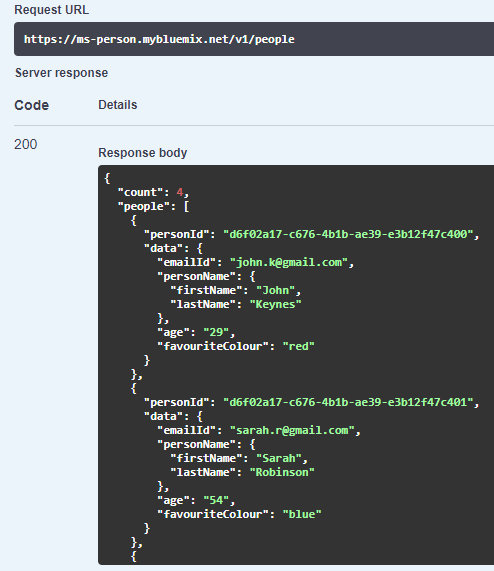 Request URL
https://ms-person.mybluemix.net/v1/people
Server response
Code Details
200
Response body
{
"count": 4,
"people": [
{
"personId": "d6f02a17-c676-4b1b-ae39-e3b12f47c400",
"data": {
"emailId": "john.k@gmail.com",
"personName": {
"firstName": "John",
"lastName": "Keynes"
},
"age": "29",
"favouriteColour": "red"
}
},
{
"personId": "d6f02a17-c676-4b1b-ae39-e3b12f47c401",
"data": {
"emailId": "sarah.r@gmail.com",
"personName": {
"firstName": "Sarah",
"lastName": "Robinson"
},
"age": "54",
"favouriteColour": "blue"
}
},
{